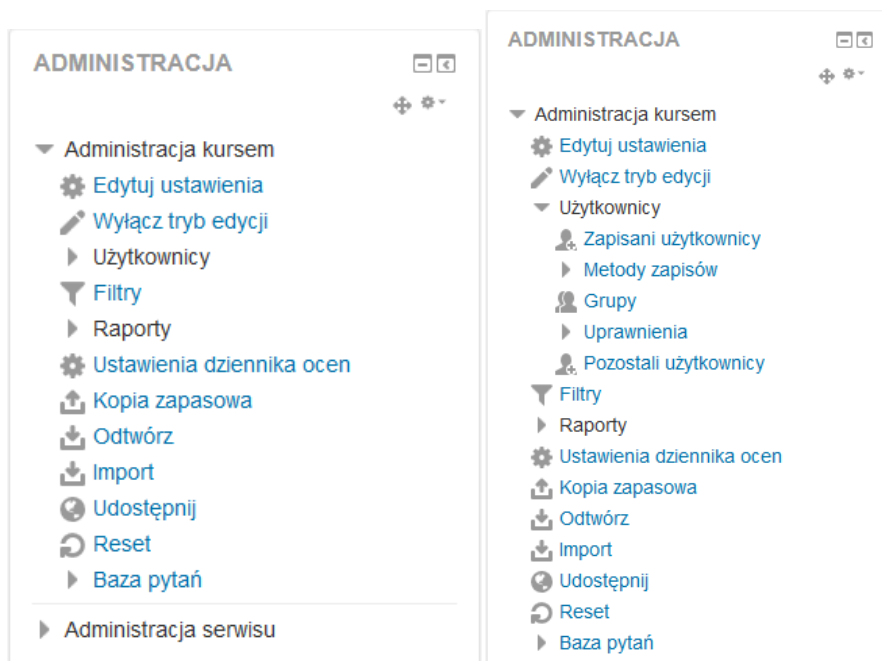 ADMINISTRACJA
Administracja kursem
Edytuj ustawienia
Wyłącz tryb edycji
Użytkownicy
Filtry
Raporty
Ustawienia dziennika ocen
Kopia zapasowa
Odtwórz
Import
Udostępnij
Reset
Baza pytań
Administracja serwisu
ADMINISTRACJA
Administracja kursem
Edytuj ustawienia
Wyłącz tryb edycji
Użytkownicy
Zapisani użytkownicy
Metody zapisów
Grupy
Uprawnienia
Pozostali użytkownicy
Filtry
Raporty
Ustawienia dziennika ocen
Kopia zapasowa
Odtwórz
Import
Udostępnij
Reset
Baza pytań